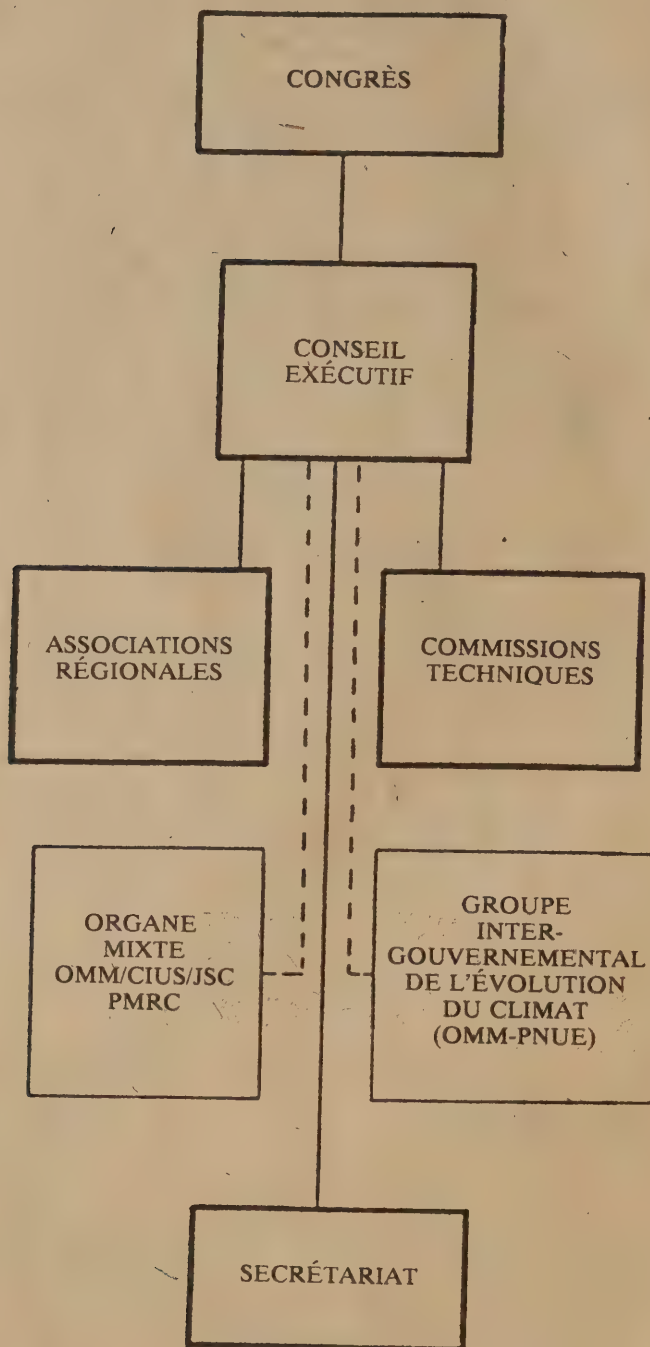 CONGRÈS
CONSEIL
EXÉCUTIF
ASSOCIATIONS
RÉGIONALES
COMMISSIONS
TECHNIQUES
ORGANE
MIXTE
OMM/CIUS/JSC
PMRC
GROUPE
INTER-
GOUVERNEMENTAL
DE L'ÉVOLUTION
DU CLIMAT
(OMM-PNUE)
SECRÉTARIAT